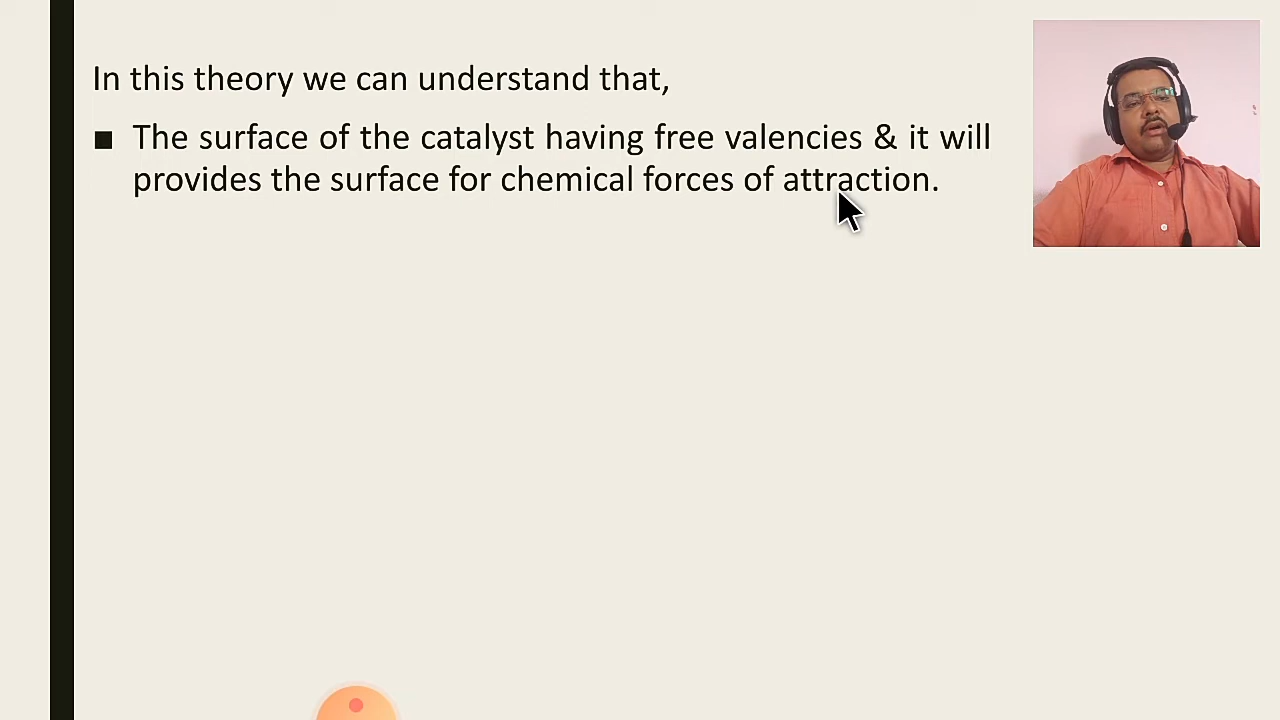 In this theory we can understand that,
■ The surface of the catalyst having free valencies & it will
provides the surface for chemical forces of attraction.